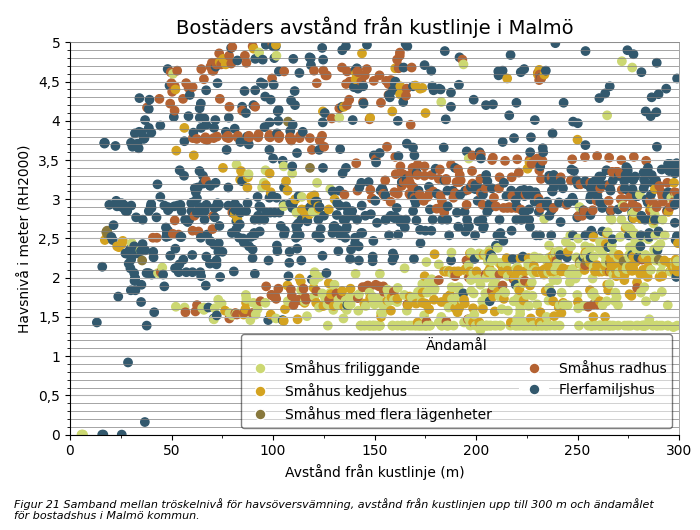 Bostäders avstånd från kustlinje i Malmö
Havsnivå i meter (RH2000)
5
4,5
4
3,5
3
2,5
2
1,5
1
0,5
0
0
50
100
150
200
250
300
Avstånd från kustlinje (m)
Ändamål
Småhus friliggande
Småhus kedjehus
Småhus med flera lägenheter
Småhus radhus
Flerfamiljshus
Figur 21 Samband mellan tröskelnivå för havsöversvämning, avstånd från kustlinjen upp till 300 m och ändamålet
för bostadshus i Malmö kommun.